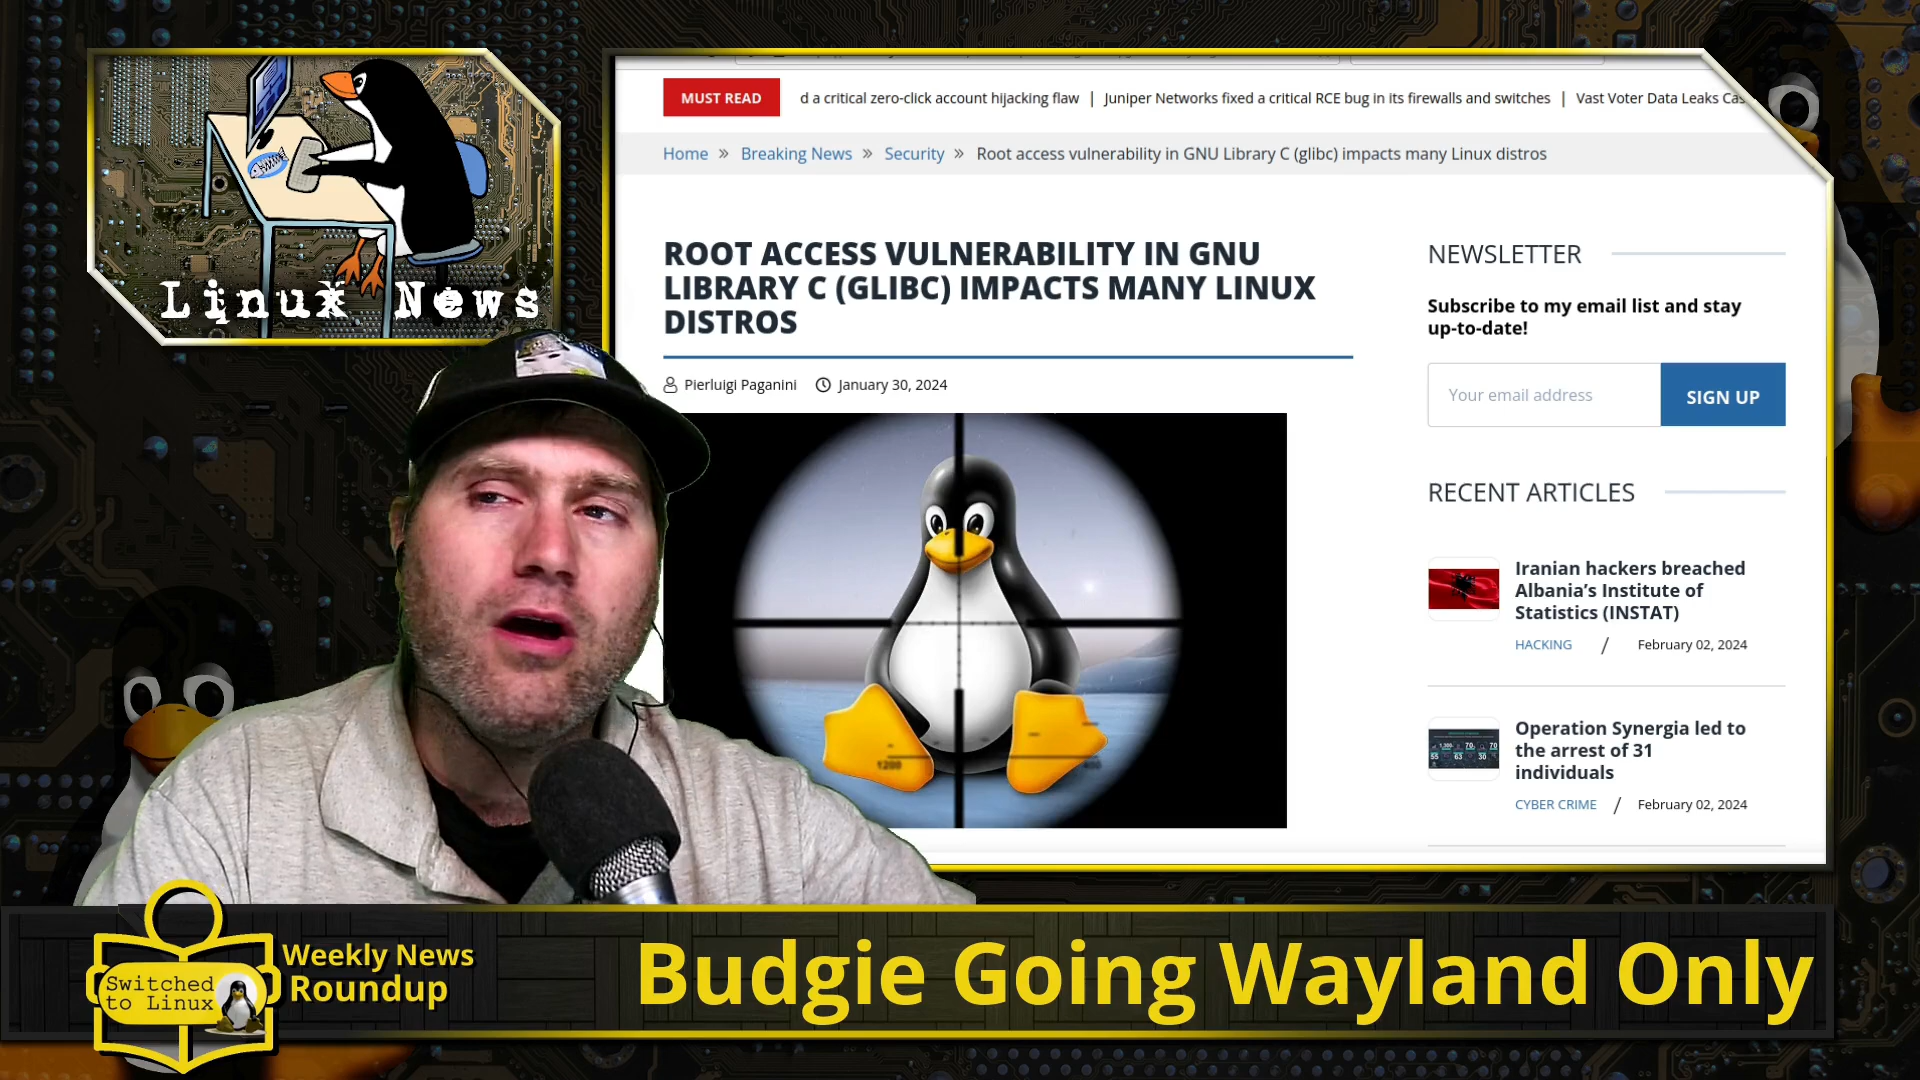 MUST READ
d a critical zero-click account hijacking flaw | Juniper Networks fixed a critical RCE bug in its firewalls and switches | Vast Voter Data Leaks Cas
Home » Breaking News » Security » Root access vulnerability in GNU Library C (glibc) impacts many Linux distros
ROOT ACCESS VULNERABILITY IN GNU
LIBRARY C (GLIBC) IMPACTS MANY LINUX
DISTROS
Pierluigi Paganini January 30, 2024
1200
NEWSLETTER
Subscribe to my email list and stay
up-to-date!
Your email address
SIGN UP
RECENT ARTICLES
Iranian hackers breached
Albania’s Institute of
Statistics (INSTAT)
HACKING / February 02, 2024
Operation Synergia led to
the arrest of 31
individuals
CYBER CRIME / February 02, 2024
Linux News
Switched
to Linux
Weekly News
Roundup
Budgie Going Wayland Only